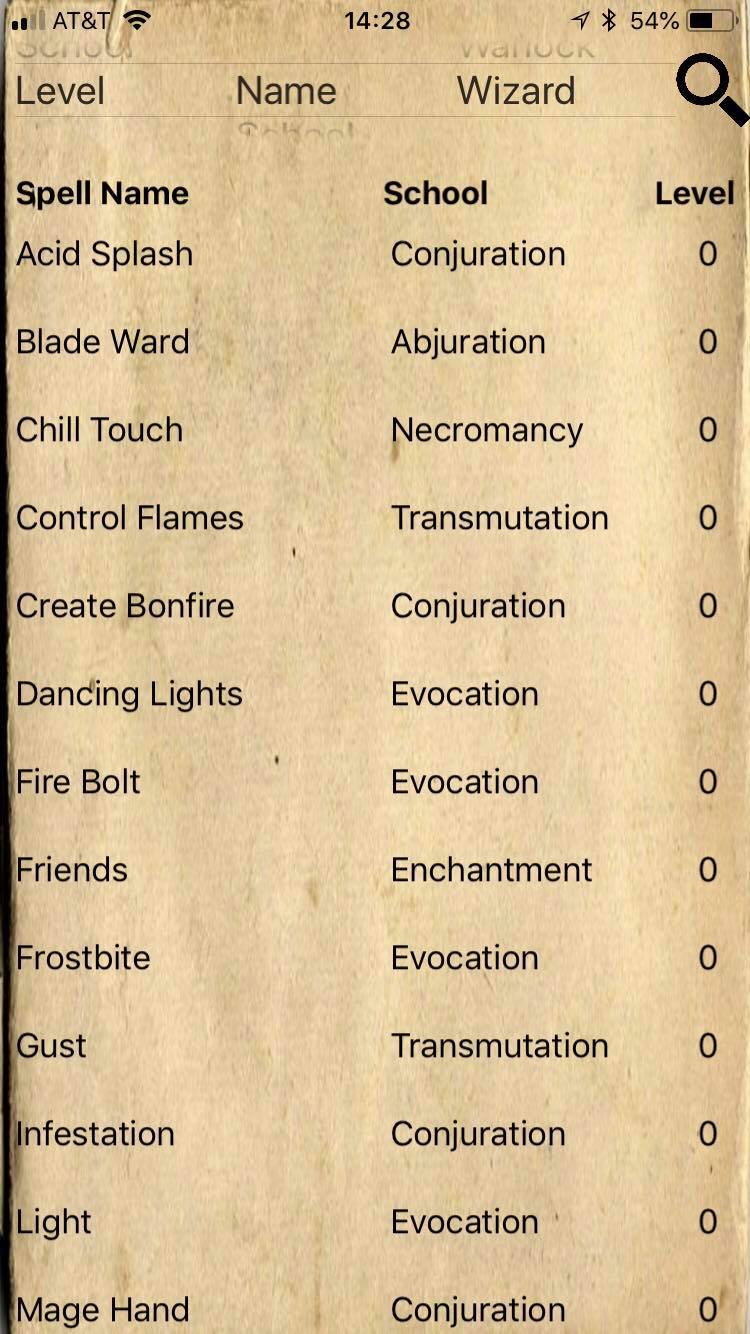 AT&T 14:28 54%
School Warlock
Level Name Wizard
School
Spell Name School Level
Acid Splash Conjuration 0
Blade Ward Abjuration 0
Chill Touch Necromancy 0
Control Flames Transmutation 0
Create Bonfire Conjuration 0
Dancing Lights Evocation 0
Fire Bolt Evocation 0
Friends Enchantment 0
Frostbite Evocation 0
Gust Transmutation 0
Infestation Conjuration 0
Light Evocation 0
Mage Hand Conjuration 0